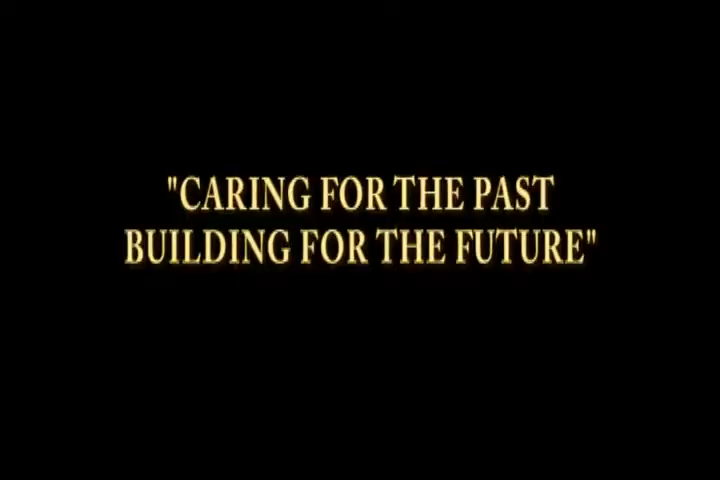 "CARING FOR THE PAST
BUILDING FOR THE FUTURE"